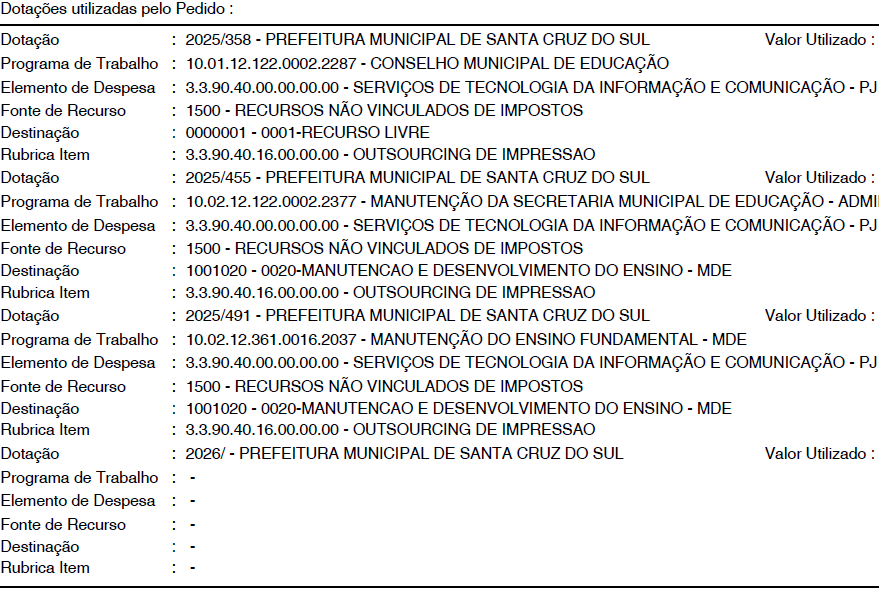 Dotações utilizadas pelo Pedido :
Dotação : 2025/358 - PREFEITURA MUNICIPAL DE SANTA CRUZ DO SUL Valor Utilizado :
Programa de Trabalho : 10.01.12.122.0002.2287 - CONSELHO MUNICIPAL DE EDUCAÇÃO
Elemento de Despesa : 3.3.90.40.00.00.00.00 - SERVIÇOS DE TECNOLOGIA DA INFORMAÇÃO E COMUNICAÇÃO - PJ
Fonte de Recurso : 1500 - RECURSOS NÃO VINCULADOS DE IMPOSTOS
Destinação : 0000001 - 0001-RECURSO LIVRE
Rubrica Item : 3.3.90.40.16.00.00.00 - OUTSOURCING DE IMPRESSAO
Dotação : 2025/455 - PREFEITURA MUNICIPAL DE SANTA CRUZ DO SUL Valor Utilizado :
Programa de Trabalho : 10.02.12.122.0002.2377 - MANUTENÇÃO DA SECRETARIA MUNICIPAL DE EDUCAÇÃO - ADMI
Elemento de Despesa : 3.3.90.40.00.00.00.00 - SERVIÇOS DE TECNOLOGIA DA INFORMAÇÃO E COMUNICAÇÃO - PJ
Fonte de Recurso : 1500 - RECURSOS NÃO VINCULADOS DE IMPOSTOS
Destinação : 1001020 - 0020-MANUTENCAO E DESENVOLVIMENTO DO ENSINO - MDE
Rubrica Item : 3.3.90.40.16.00.00.00 - OUTSOURCING DE IMPRESSAO
Dotação : 2025/491 - PREFEITURA MUNICIPAL DE SANTA CRUZ DO SUL Valor Utilizado :
Programa de Trabalho : 10.02.12.361.0016.2037 - MANUTENÇÃO DO ENSINO FUNDAMENTAL - MDE
Elemento de Despesa : 3.3.90.40.00.00.00.00 - SERVIÇOS DE TECNOLOGIA DA INFORMAÇÃO E COMUNICAÇÃO - PJ
Fonte de Recurso : 1500 - RECURSOS NÃO VINCULADOS DE IMPOSTOS
Destinação : 1001020 - 0020-MANUTENCAO E DESENVOLVIMENTO DO ENSINO - MDE
Rubrica Item : 3.3.90.40.16.00.00.00 - OUTSOURCING DE IMPRESSAO
Dotação : 2026/ - PREFEITURA MUNICIPAL DE SANTA CRUZ DO SUL Valor Utilizado :
Programa de Trabalho : -
Elemento de Despesa : -
Fonte de Recurso : -
Destinação : -
Rubrica Item : -